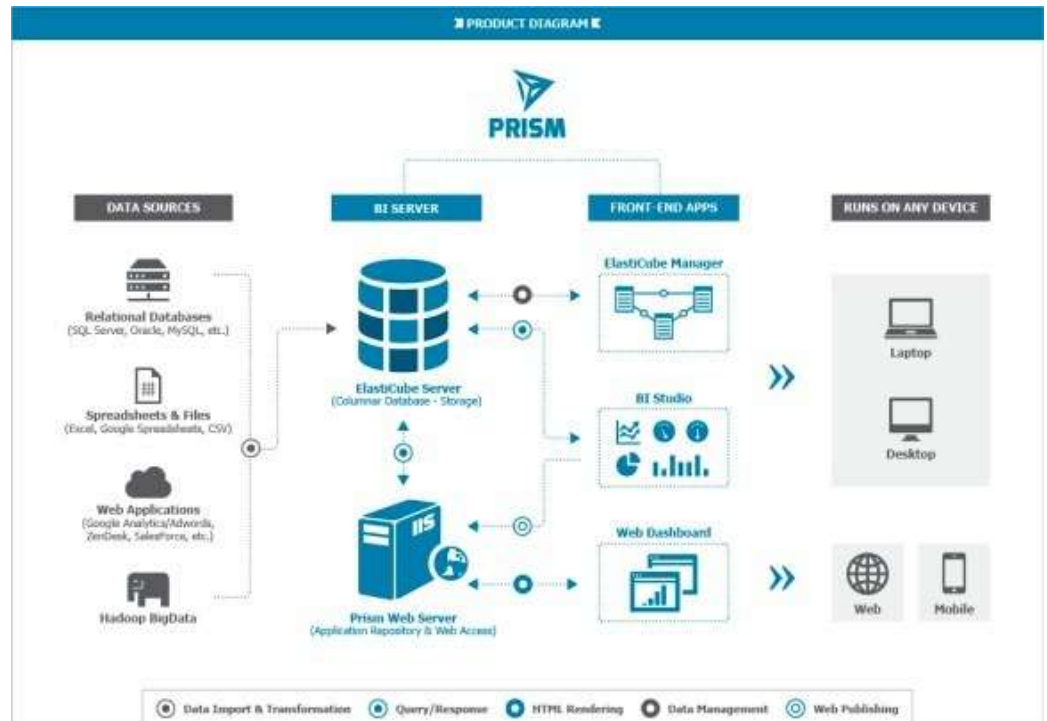 PRODUCT DIAGRAM
PRISM
DATA SOURCES
BI SERVER
FRONT-END APPS
RUNS ON ANY DEVICE
Relational Databases
(SQL Server, Oracle, MySQL, etc.)
Spreadsheets & Files
(Excel, Google Spreadsheets, CSV)
Web Applications
(Google Analytics/Adwords,
ZenDesk, SalesForce, etc.)
Hadoop BigData
ElastiCube Server
(Columnar Database - Storage)
IIS
Prism Web Server
(Application Repository & Web Access)
ElastiCube Manager
BI Studio
Web Dashboard
Laptop
Desktop
Web
Mobile
Data Import & Transformation
Query/Response
HTML Rendering
Data Management
Web Publishing